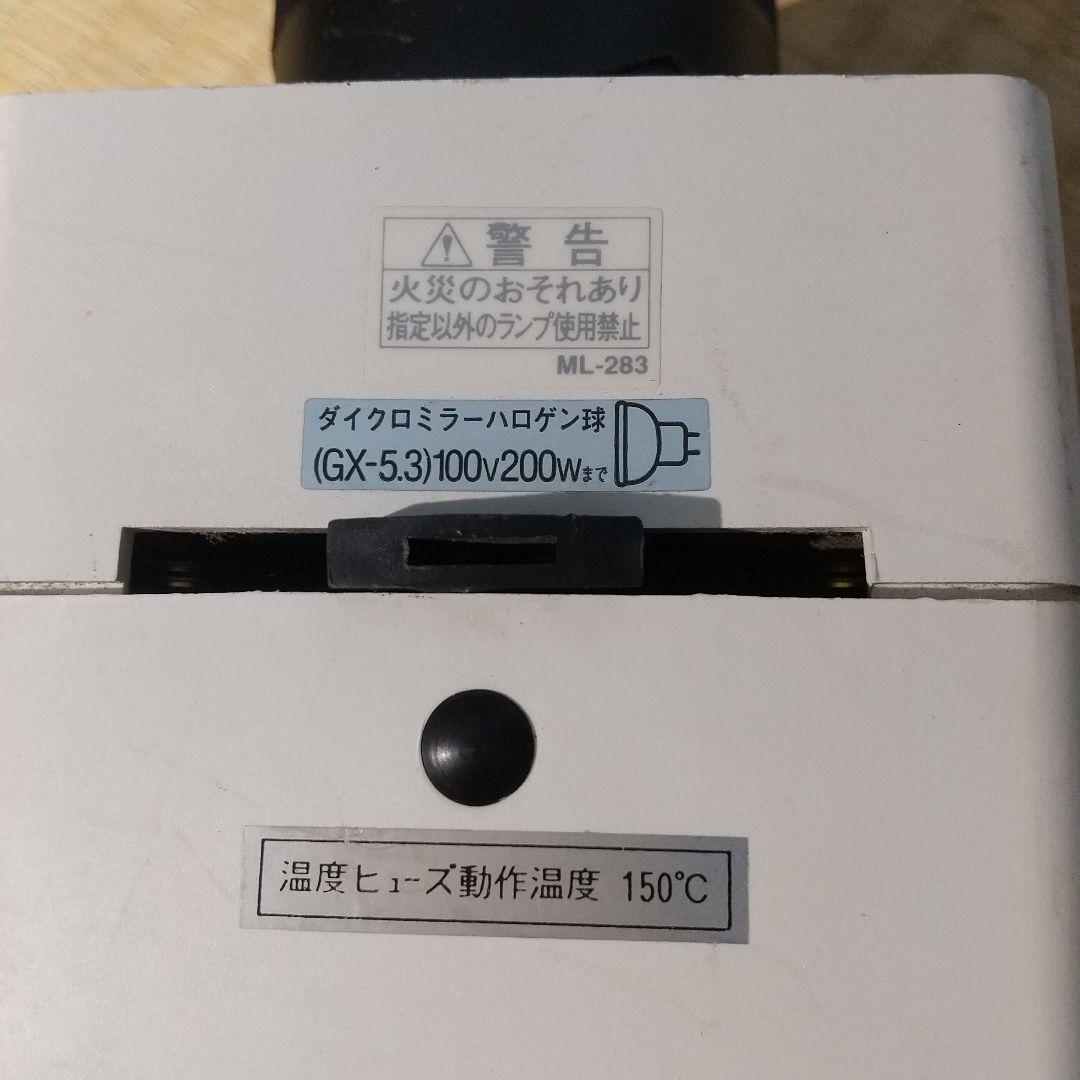 警告
火災のおそれあり
指定以外のランプ使用禁止
ML-283
ダイクロミラーハロゲン球
(GX-5.3)100V200Wまで
温度ヒューズ動作温度 150℃